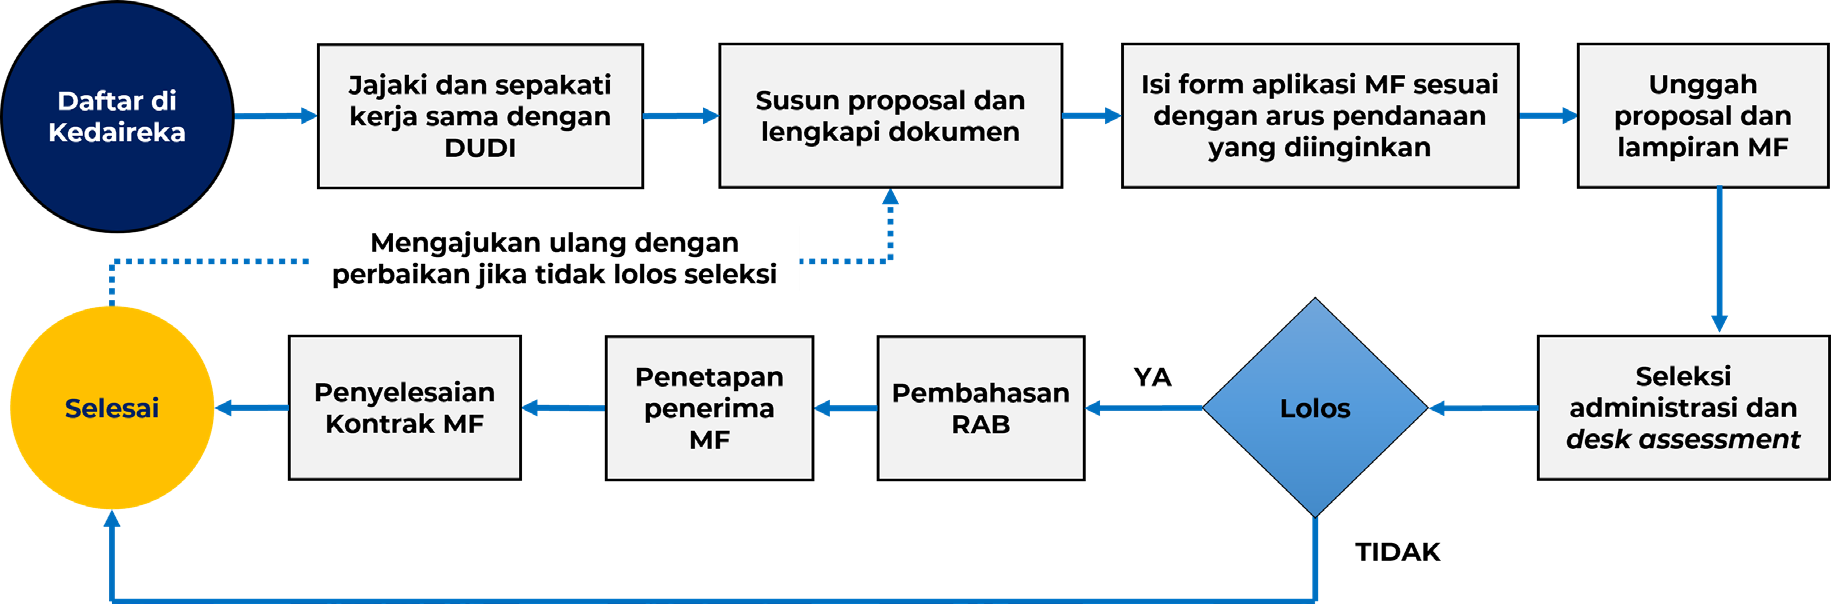 Daftar di
Kedaireka
Jajaki dan sepakati
kerja sama dengan
DUDI
Susun proposal dan
lengkapi dokumen
Isi form aplikasi MF sesuai
dengan arus pendanaan
yang diinginkan
Unggah
proposal dan
lampiran MF
Mengajukan ulang dengan
perbaikan jika tidak lolos seleksi
Selesai
Penyelesaian
Kontrak MF
Penetapan
penerima
MF
Pembahasan
RAB
YA
Lolos
Seleksi
administrasi dan
desk assessment
TIDAK